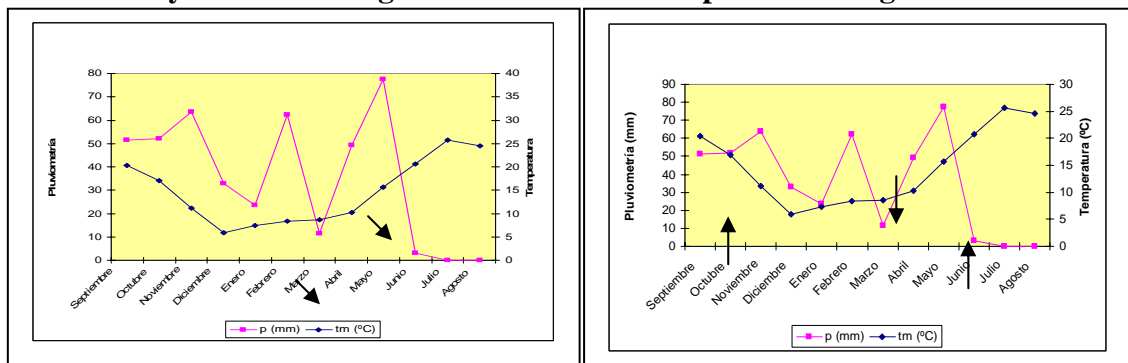 80
70
60
50
40
30
20
10
0
Pluviometría
40
35
30
25
20
15
10
5
0
Temperatura
Septiembre
Octubre
Noviembre
Diciembre
Enero
Febrero
Marzo
Abril
Mayo
Junio
Julio
Agosto
p (mm)
tm (ºC)
90
80
70
60
50
40
30
20
10
0
Pluviometría (mm)
30
25
20
15
10
5
0
Temperatura (ºC)
Septiembre
Octubre
Noviembre
Diciembre
Enero
Febrero
Marzo
Abril
Mayo
Junio
Julio
Agosto
p (mm)
tm (ºC)